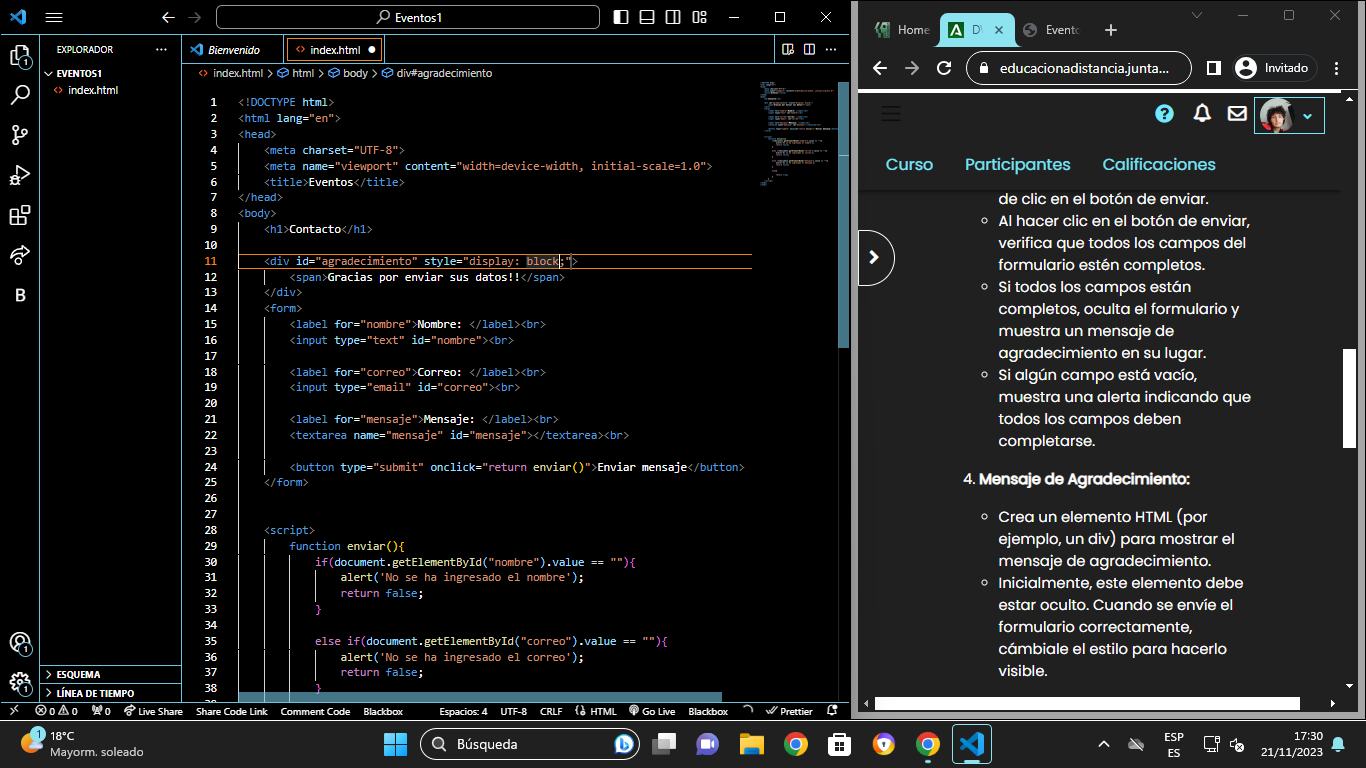 Eventos1
EXPLORADOR
EVENTOS1
index.html
ESQUEMA
LÍNEA DE TIEMPO
Bienvenido
index.html
index.html > html > body > div#agradecimiento
1 <!DOCTYPE html>
2 <html lang="en">
3 <head>
4 <meta charset="UTF-8">
5 <meta name="viewport" content="width=device-width, initial-scale=1.0">
6 <title>Eventos</title>
7 </head>
8 <body>
9 <h1>Contacto</h1>
10
11 <div id="agradecimiento" style="display: block;">
12 <span>Gracias por enviar sus datos!!</span>
13 </div>
14 <form>
15 <label for="nombre">Nombre: </label><br>
16 <input type="text" id="nombre"><br>
17
18 <label for="correo">Correo: </label><br>
19 <input type="email" id="correo"><br>
20
21 <label for="mensaje">Mensaje: </label><br>
22 <textarea name="mensaje" id="mensaje"></textarea><br>
23
24 <button type="submit" onclick="return enviar()">Enviar mensaje</button>
25 </form>
26
27
28 <script>
29 function enviar(){
30 if(document.getElementById("nombre").value == ""){
31 alert('No se ha ingresado el nombre');
32 return false;
33 }
34
35 else if(document.getElementById("correo").value == ""){
36 alert('No se ha ingresado el correo');
37 return false;
38 }
0 0 0 Live Share Share Code Link Comment Code Blackbox Espacios: 4 UTF-8 CRLF HTML Go Live Blackbox Prettier
Home
Evento
educacionadistancia.junta...
Invitado
Curso Participantes Calificaciones
de clic en el botón de enviar.
Al hacer clic en el botón de enviar,
verifica que todos los campos del
formulario estén completos.
Si todos los campos están
completos, oculta el formulario y
muestra un mensaje de
agradecimiento en su lugar.
Si algún campo está vacío,
muestra una alerta indicando que
todos los campos deben
completarse.
4. Mensaje de Agradecimiento:
Crea un elemento HTML (por
ejemplo, un div) para mostrar el
mensaje de agradecimiento.
Inicialmente, este elemento debe
estar oculto. Cuando se envíe el
formulario correctamente,
cámbiale el estilo para hacerlo
visible.
1
18°C
Mayorm. soleado
Búsqueda
ESP
ES
17:30
21/11/2023